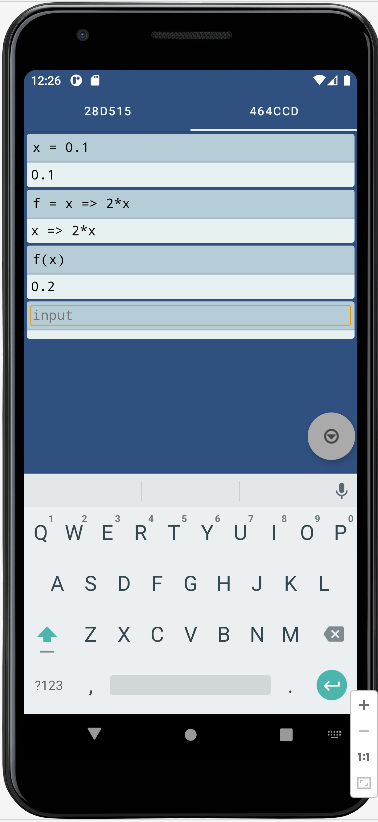 12:26
28D515 464CCD
x = 0.1
0.1
f = x => 2*x
x => 2*x
f(x)
0.2
input
1 2 3 4 5 6 7 8 9 0
Q W E R T Y U I O P
A S D F G H J K L
Z X C V B N M
?123 , .
1:1